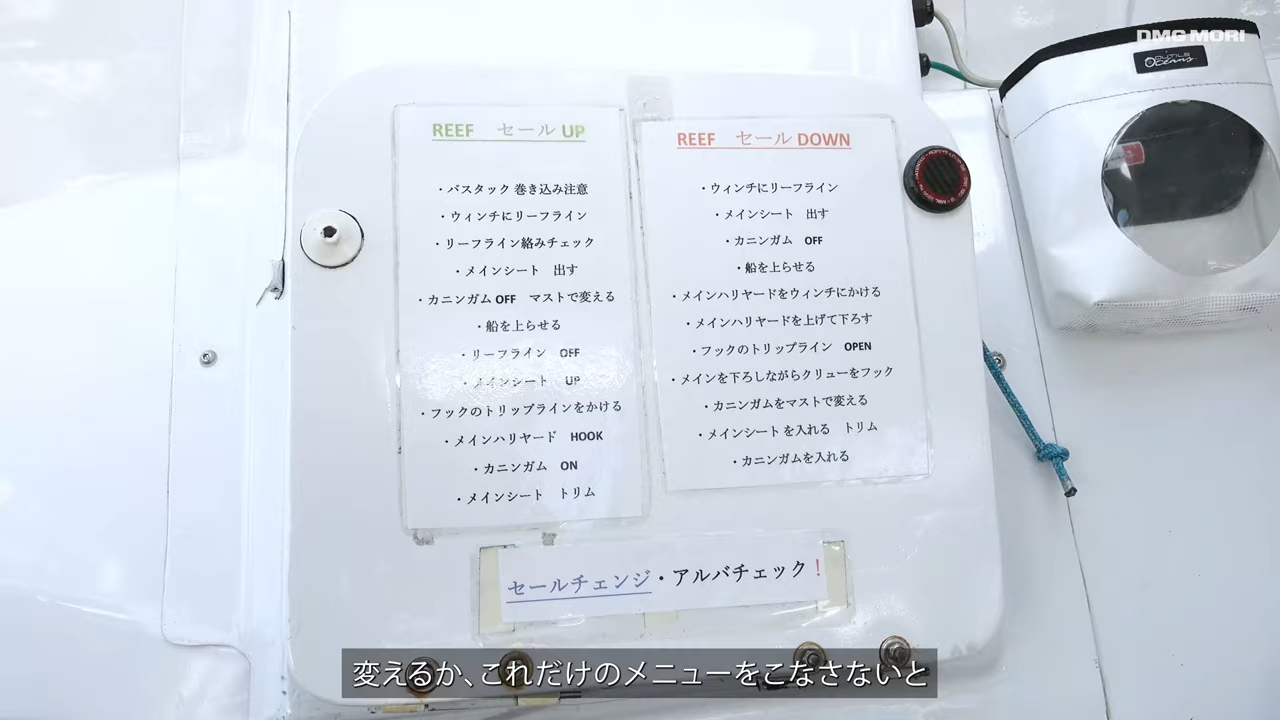 DMG MORI
OUTILS
Océans
REEF　セール UP
・バスタック 巻き込み注意
・ウィンチにリーフライン
・リーフライン絡みチェック
・メインシート　出す
・カニンガム OFF　マストで変える
・船を上らせる
・リーフライン　OFF
・メインシート　UP
・フックのトリップラインをかける
・メインハリヤード　HOOK
・カニンガム　ON
・メインシート　トリム
REEF　セール DOWN
・ウィンチにリーフライン
・メインシート　出す
・カニンガム　OFF
・船を上らせる
・メインハリヤードをウィンチにかける
・メインハリヤードを上げて下ろす
・フックのトリップライン　OPEN
・メインを下ろしながらクリューをフック
・カニンガムをマストで変える
・メインシートを入れる　トリム
・カニンガムを入れる
セールチェンジ・アルバチェック！
変えるか、これだけのメニューをこなさないと